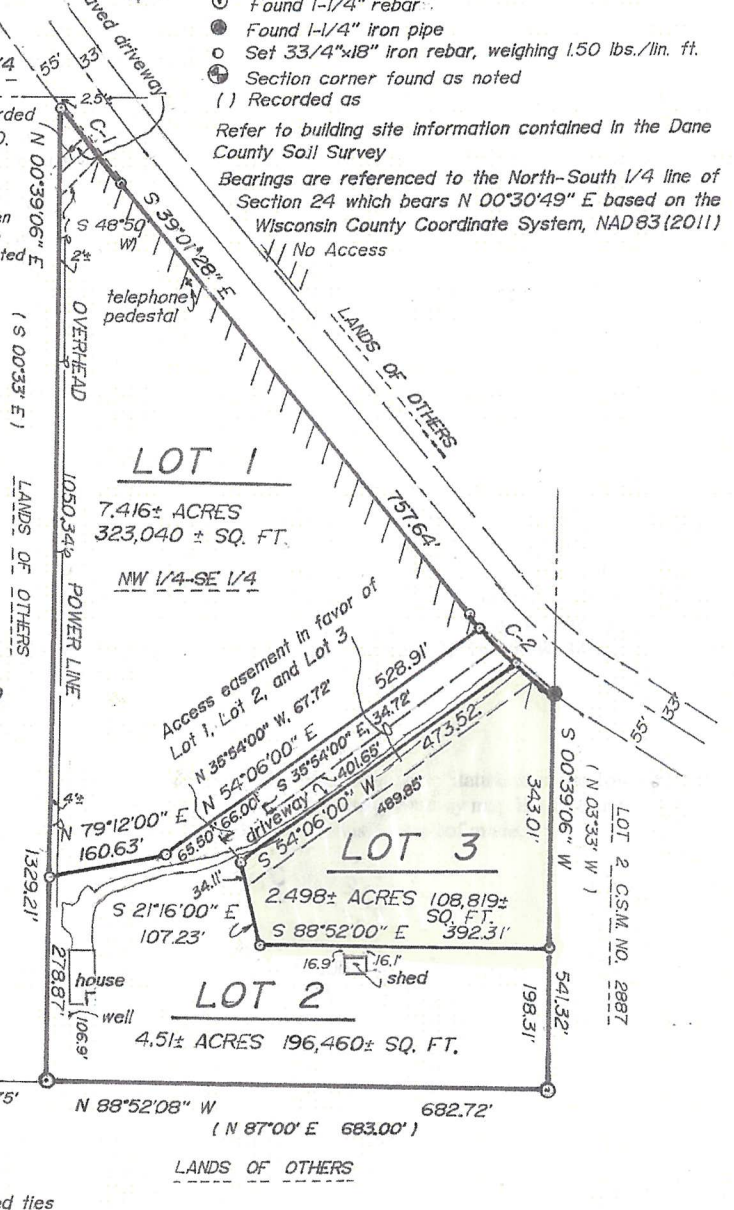 Found 1-1/4" rebar
Found 1-1/4" iron pipe
Set 33/4"x18" iron rebar, weighing 1.50 lbs./lin. ft.
Section corner found as noted
( ) Recorded as
Refer to building site information contained in the Dane
County Soil Survey
Bearings are referenced to the North-South 1/4 line of
Section 24 which bears N 00°30'49" E based on the
Wisconsin County Coordinate System, NAD83(2011)
No Access
driveway
55'
33'
2.5±
C-1
N 00°39'06" E
( S 48°50'
W)
S 39°01'28" E
2±
telephone
pedestal
OVERHEAD
( S 00°33' E )
LANDS OF OTHERS
LOT 1
7.416± ACRES
323,040 ± SQ. FT.
NW 1/4-SE 1/4
1050.34'
757.64'
LANDS OF OTHERS
POWER LINE
Access easement in favor of
Lot 1, Lot 2, and Lot 3
528.91'
C-2
N 35°54'00" W, 67.72'
N 54°06'00" E
S 35°54'00" E, 34.72'
401.65'
473.52'
66.00'
65.50'
driveway
S 54°06'00" W
489.85'
55'
33'
4±
N 79°12'00" E
160.63'
34.11'
LOT 3
2.498± ACRES 108,819±
SQ. FT.
S 00°39'06" W
343.01'
( N 03°33' W )
LOT 2 C.S.M. NO. 2887
1329.21'
S 21°16'00" E
107.23'
S 88°52'00" E 392.31'
16.9'
16.1'
shed
278.87'
house
well
106.9'
LOT 2
4.51± ACRES 196,460± SQ. FT.
541.32'
198.31'
N 88°52'08" W 682.72'
( N 87°00' E 683.00' )
LANDS OF OTHERS
ties